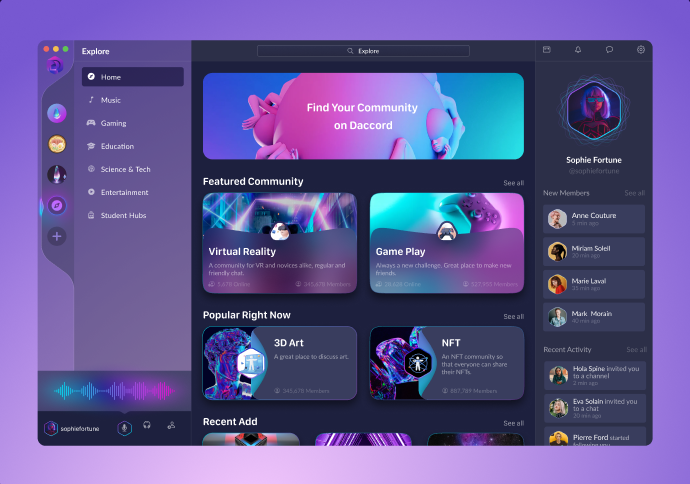 Explore
Home
Music
Gaming
Education
Science & Tech
Entertainment
Student Hubs
sophiefortune
Explore
Find Your Community
on Daccord
Featured Community
See all
Virtual Reality
A community for VR and novices alike, regular and
friendly chat.
5,678 Online
345,678 Members
Game Play
Always a new challenge. Great place to make new
friends.
Online
Members
Popular Right Now
See all
3D Art
A great place to discuss art.
345,678 Members
NFT
An NFT community so
that everyone can share
their NFTs.
887,789 Members
Recent Add
See all
Sophie Fortune
@sophiefortune
New Members
See all
Anne Couture
5 min ago
Miriam Soleil
20 min ago
Marie Laval
Mark Morain
40 min ago
Recent Activity
See all
Hola Spine invited you
to a channel
5 min ago
Eva Solain invited you
to a chat
20 min ago
Pierre Ford started
following you